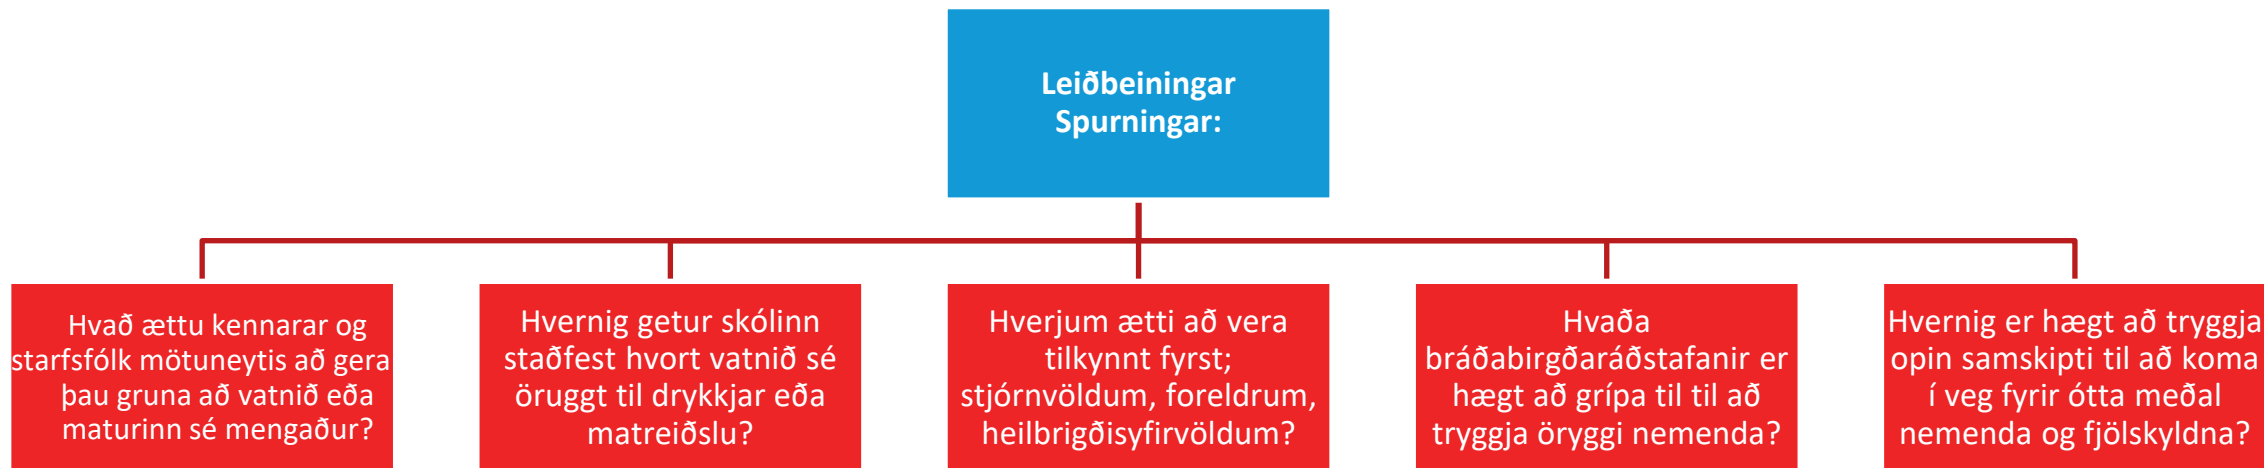 Leiðbeiningar
Spurningar:
Hvað ættu kennarar og
starfsfólk mötuneytis að gera
þau gruna að vatnið eða
maturinn sé mengaður?
Hvernig getur skólinn
staðfest hvort vatnið sé
öruggt til drykkjar eða
matreiðslu?
Hverjum ætti að vera
tilkynnt fyrst;
stjórnvöldum, foreldrum,
heilbrigðisyfirvöldum?
Hvaða
bráðabirgðaráðstafanir er
hægt að grípa til til að
tryggja öryggi nemenda?
Hvernig er hægt að tryggja
opin samskipti til að koma
í veg fyrir ótta meðal
nemenda og fjölskyldna?